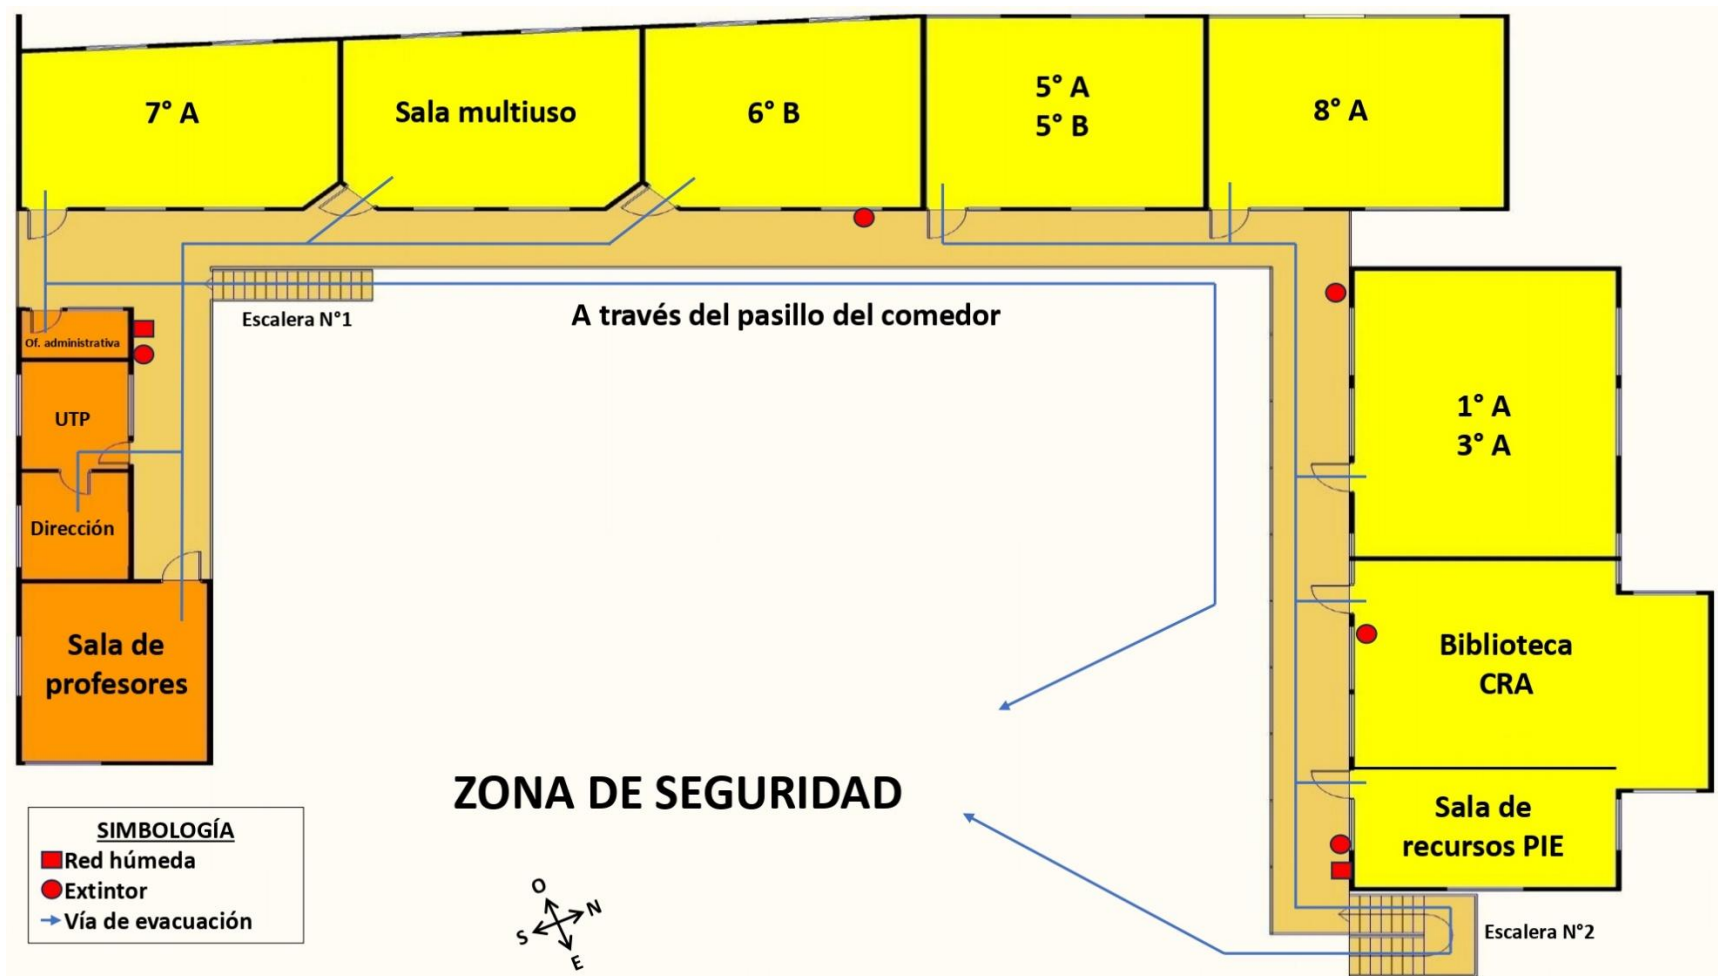 7° A
Sala multiuso
6° B
5° A
5° B
8° A
Escalera N°1
A través del pasillo del comedor
Of. administrativa
UTP
Dirección
Sala de
profesores
1° A
3° A
Biblioteca
CRA
Sala de
recursos PIE
ZONA DE SEGURIDAD
SIMBOLOGÍA
Red húmeda
Extintor
Vía de evacuación
O
N
S
E
Escalera N°2